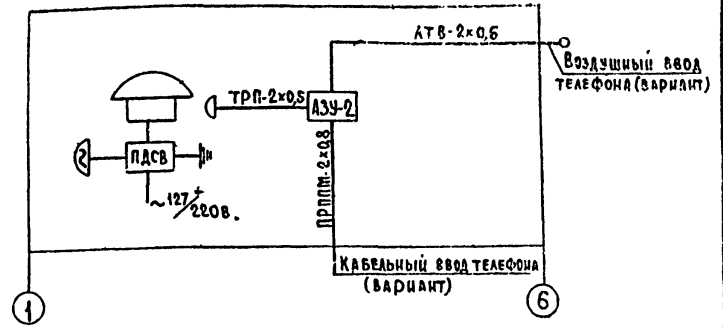 АТВ-2×0,5
Воздушный ввод
телефона (вариант)
ТРП-2×0,5
АЗУ-2
ПДСВ
ПРППМ-2×0,8
~127÷
220В.
Кабельный ввод телефона
(вариант)
1
6